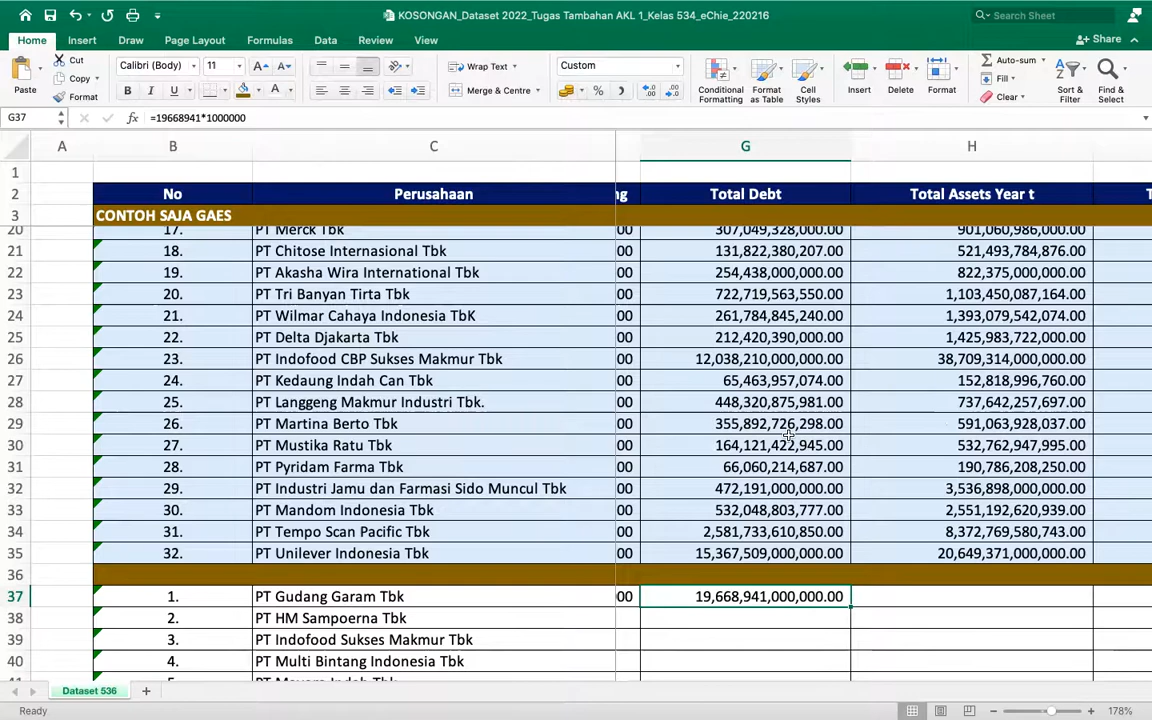 KOSONGAN_Dataset 2022_Tugas Tambahan AKL 1_Kelas 534_eChie_220216
Search Sheet
Home Insert Draw Page Layout Formulas Data Review View
Share
Paste
Cut
Copy
Format
Calibri (Body) 11
B I U
Wrap Text
Merge & Centre
Custom
Conditional Formatting
Format as Table
Cell Styles
Insert
Delete
Format
Auto-sum
Fill
Clear
Sort & Filter
Find & Select
G37 fx =19668941*1000000
A B C G H
1
2 No Perusahaan ng Total Debt Total Assets Year t T
3 CONTOH SAJA GAES
20 17. PT Merck Tbk 00 307,049,328,000.00 901,060,986,000.00
21 18. PT Chitose Internasional Tbk 00 131,822,380,207.00 521,493,784,876.00
22 19. PT Akasha Wira International Tbk 00 254,438,000,000.00 822,375,000,000.00
23 20. PT Tri Banyan Tirta Tbk 00 722,719,563,550.00 1,103,450,087,164.00
24 21. PT Wilmar Cahaya Indonesia TbK 00 261,784,845,240.00 1,393,079,542,074.00
25 22. PT Delta Djakarta Tbk 00 212,420,390,000.00 1,425,983,722,000.00
26 23. PT Indofood CBP Sukses Makmur Tbk 00 12,038,210,000,000.00 38,709,314,000,000.00
27 24. PT Kedaung Indah Can Tbk 00 65,463,957,074.00 152,818,996,760.00
28 25. PT Langgeng Makmur Industri Tbk. 00 448,320,875,981.00 737,642,257,697.00
29 26. PT Martina Berto Tbk 00 355,892,726,298.00 591,063,928,037.00
30 27. PT Mustika Ratu Tbk 00 164,121,422,945.00 532,762,947,995.00
31 28. PT Pyridam Farma Tbk 00 66,060,214,687.00 190,786,208,250.00
32 29. PT Industri Jamu dan Farmasi Sido Muncul Tbk 00 472,191,000,000.00 3,536,898,000,000.00
33 30. PT Mandom Indonesia Tbk 00 532,048,803,777.00 2,551,192,620,939.00
34 31. PT Tempo Scan Pacific Tbk 00 2,581,733,610,850.00 8,372,769,580,743.00
35 32. PT Unilever Indonesia Tbk 00 15,367,509,000,000.00 20,649,371,000,000.00
36
37 1. PT Gudang Garam Tbk 00 19,668,941,000,000.00
38 2. PT HM Sampoerna Tbk
39 3. PT Indofood Sukses Makmur Tbk
40 4. PT Multi Bintang Indonesia Tbk
Dataset 536
Ready
178%